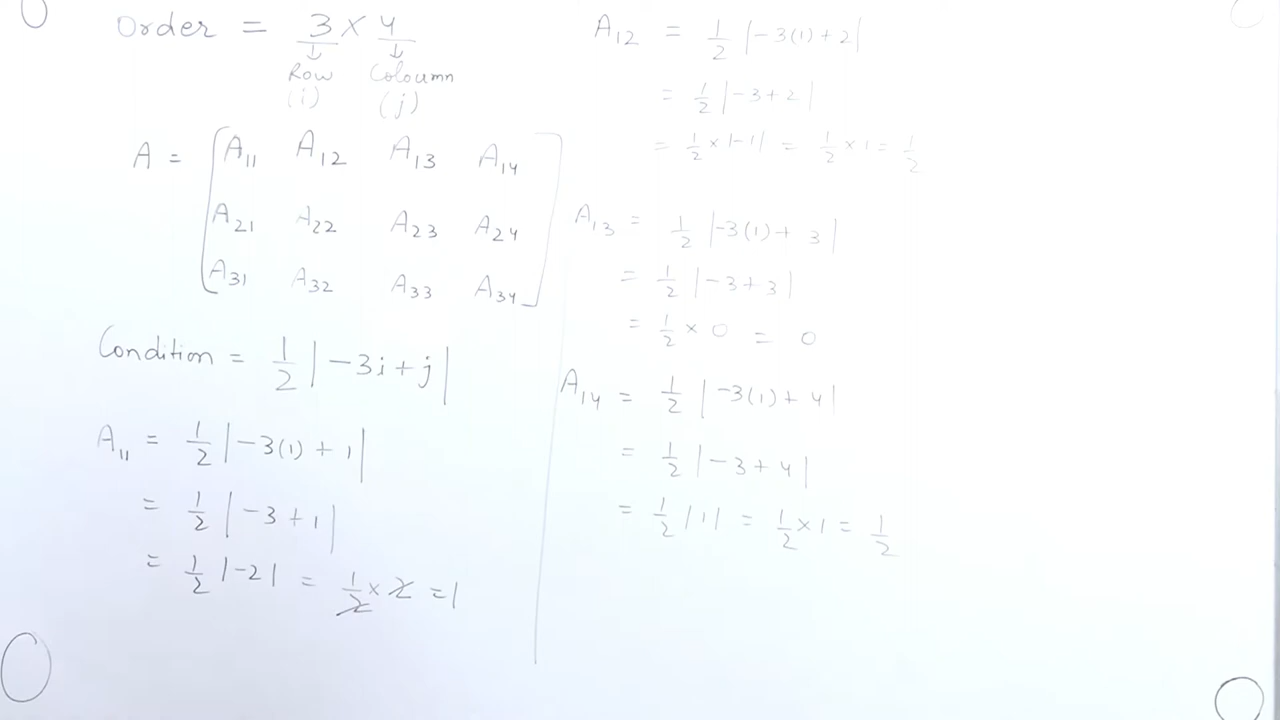 Order = 3 × 4
↓ ↓
Row Coloumn
(i) (j)
A = [ A₁₁ A₁₂ A₁₃ A₁₄
A₂₁ A₂₂ A₂₃ A₂₄
A₃₁ A₃₂ A₃₃ A₃₄ ]
Condition = 1/2 |-3i + j|
A₁₁ = 1/2 |-3(1) + 1|
= 1/2 |-3 + 1|
= 1/2 |-2| = 1/2 × 2 = 1
A₁₂ = 1/2 |-3(1) + 2|
= 1/2 |-3 + 2|
= 1/2 × |-1| = 1/2 × 1 = 1/2
A₁₃ = 1/2 |-3(1) + 3|
= 1/2 |-3 + 3|
= 1/2 × 0 = 0
A₁₄ = 1/2 |-3(1) + 4|
= 1/2 |-3 + 4|
= 1/2 |1| = 1/2 × 1 = 1/2